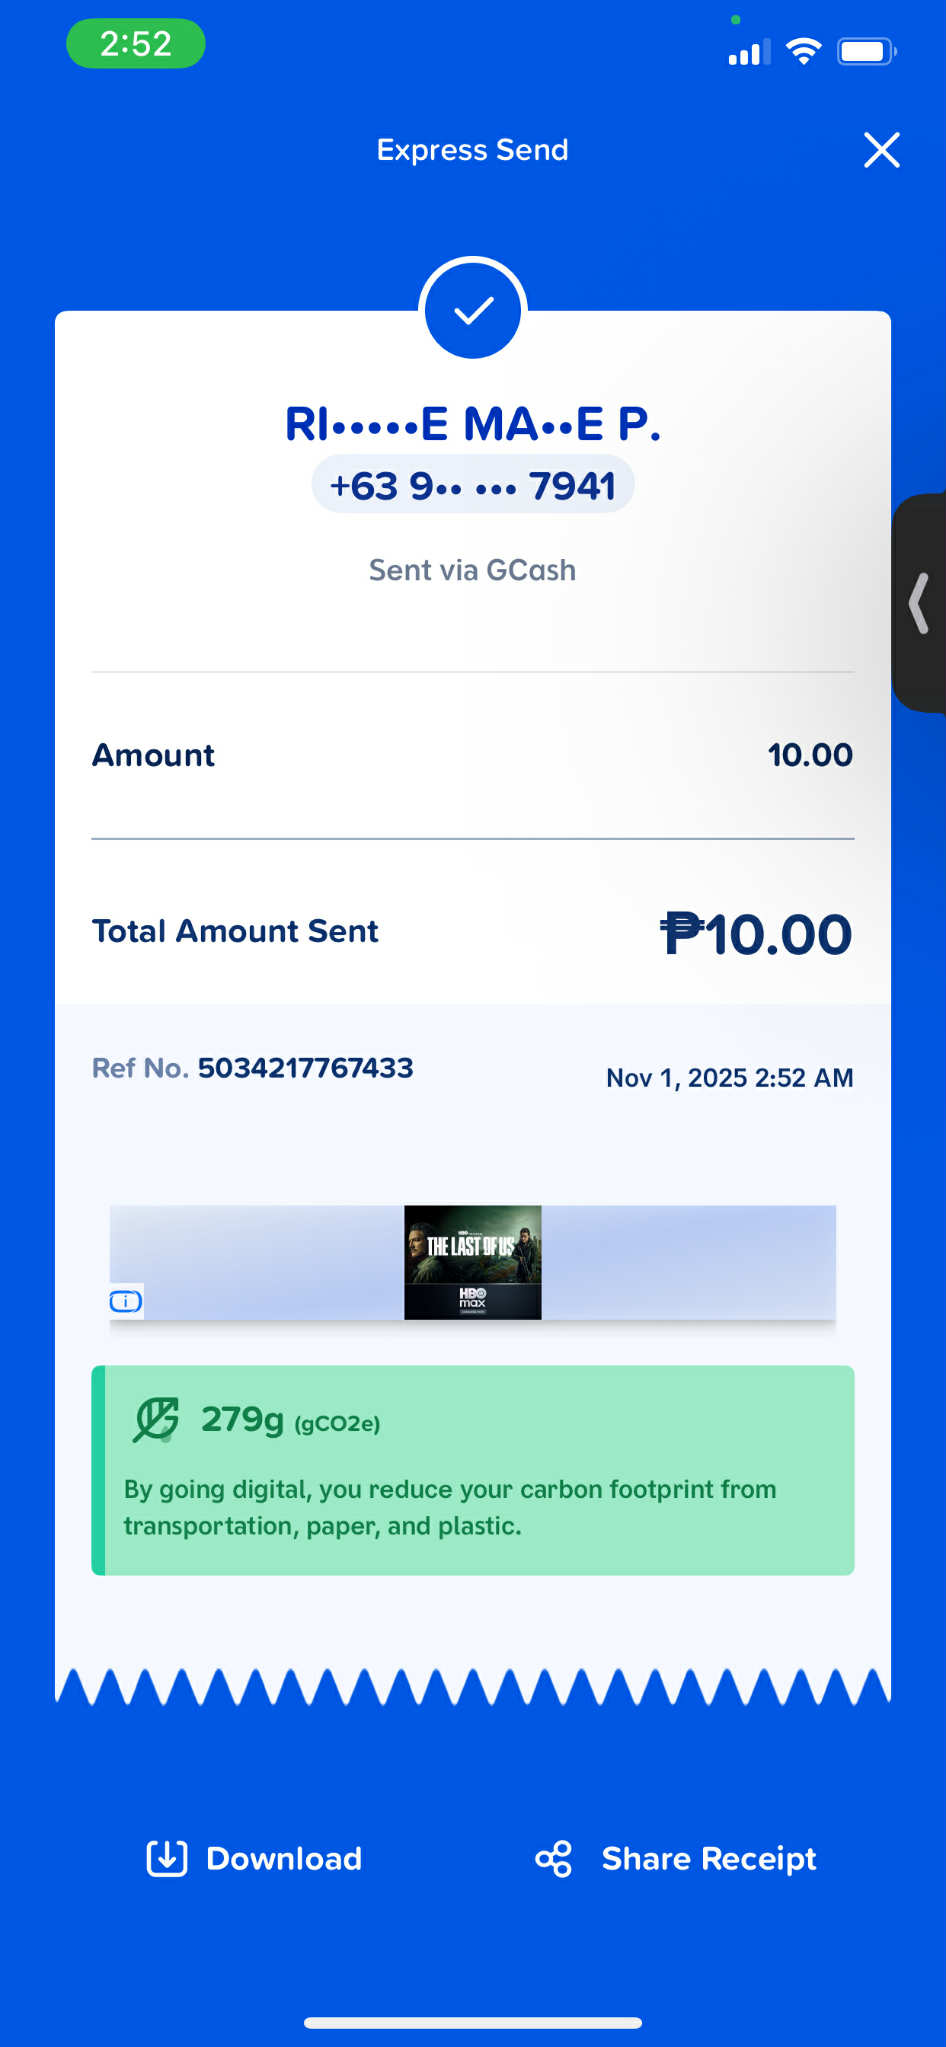 2:52
Express Send
RI•••••E MA••E P.
+63 9•• ••• 7941
Sent via GCash
Amount 10.00
Total Amount Sent ₱10.00
Ref No. 5034217767433
Nov 1, 2025 2:52 AM
HBO
THE LAST OF US
HBO
max
279g (gCO2e)
By going digital, you reduce your carbon footprint from
transportation, paper, and plastic.
Download
Share Receipt